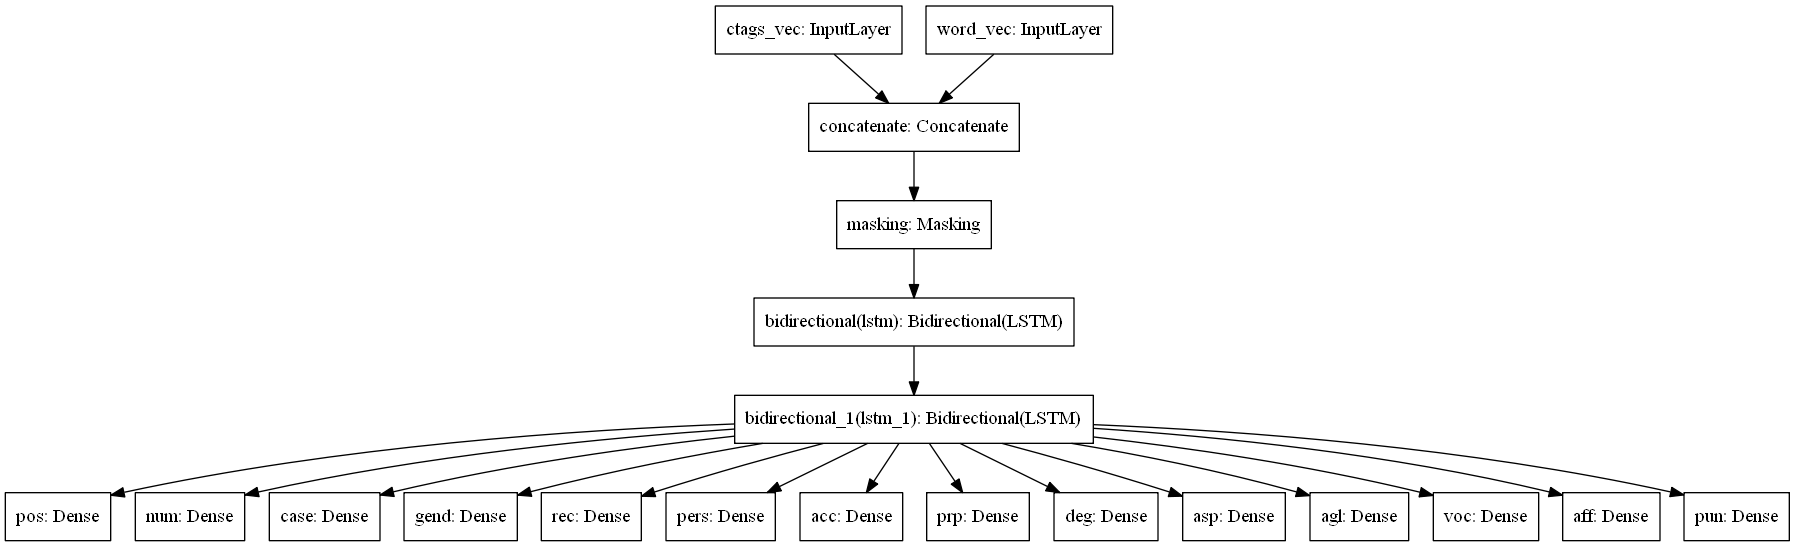 ctags_vec: InputLayer
word_vec: InputLayer
concatenate: Concatenate
masking: Masking
bidirectional(lstm): Bidirectional(LSTM)
bidirectional_1(lstm_1): Bidirectional(LSTM)
pos: Dense
num: Dense
case: Dense
gend: Dense
rec: Dense
pers: Dense
acc: Dense
prp: Dense
deg: Dense
asp: Dense
agl: Dense
voc: Dense
aff: Dense
pun: Dense